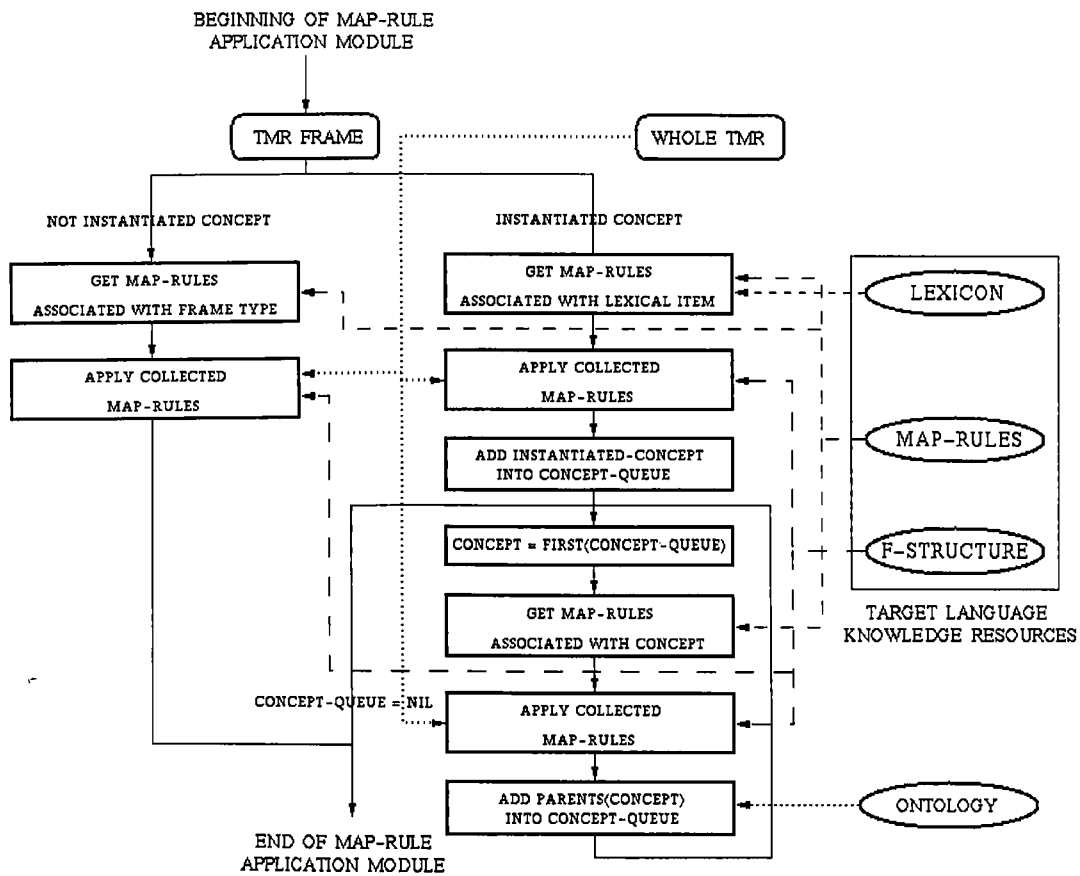 BEGINNING OF MAP-RULE
APPLICATION MODULE
TMR FRAME
WHOLE TMR
NOT INSTANTIATED CONCEPT
INSTANTIATED CONCEPT
GET MAP-RULES
ASSOCIATED WITH FRAME TYPE
GET MAP-RULES
ASSOCIATED WITH LEXICAL ITEM
LEXICON
APPLY COLLECTED
MAP-RULES
APPLY COLLECTED
MAP-RULES
MAP-RULES
ADD INSTANTIATED-CONCEPT
INTO CONCEPT-QUEUE
CONCEPT = FIRST(CONCEPT-QUEUE)
F-STRUCTURE
GET MAP-RULES
ASSOCIATED WITH CONCEPT
TARGET LANGUAGE
KNOWLEDGE RESOURCES
CONCEPT-QUEUE = NIL
APPLY COLLECTED
MAP-RULES
ADD PARENTS(CONCEPT)
INTO CONCEPT-QUEUE
ONTOLOGY
END OF MAP-RULE
APPLICATION MODULE